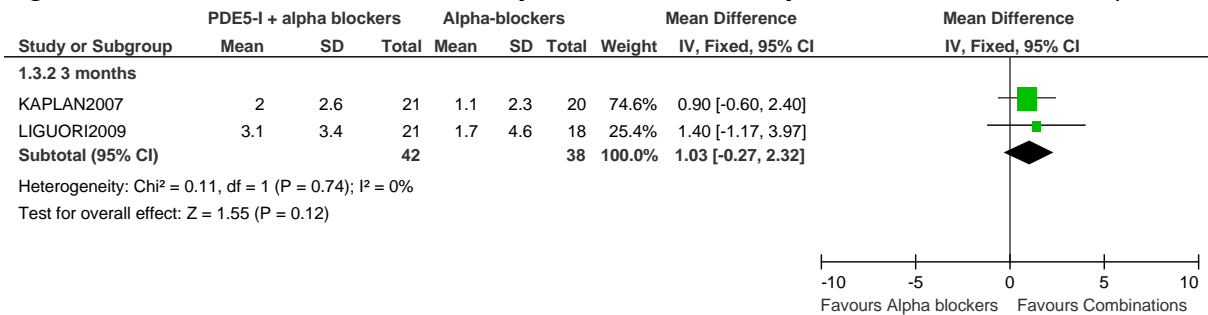 PDE5-I + alpha blockers Alpha-blockers Mean Difference Mean Difference
Study or Subgroup Mean SD Total Mean SD Total Weight IV, Fixed, 95% CI IV, Fixed, 95% CI
1.3.2 3 months
KAPLAN2007 2 2.6 21 1.1 2.3 20 74.6% 0.90 [-0.60, 2.40]
LIGUORI2009 3.1 3.4 21 1.7 4.6 18 25.4% 1.40 [-1.17, 3.97]
Subtotal (95% CI) 42 38 100.0% 1.03 [-0.27, 2.32]
Heterogeneity: Chi² = 0.11, df = 1 (P = 0.74); I² = 0%
Test for overall effect: Z = 1.55 (P = 0.12)
-10 -5 0 5 10
Favours Alpha blockers Favours Combinations